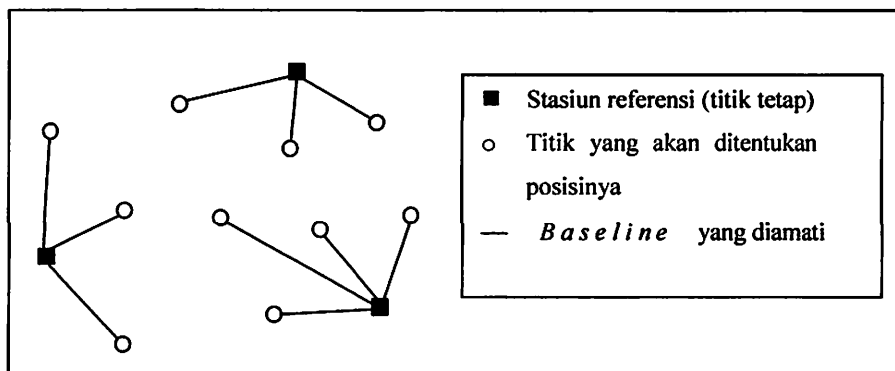 Stasiun referensi (titik tetap)
Titik yang akan ditentukan
posisinya
Baseline yang diamati